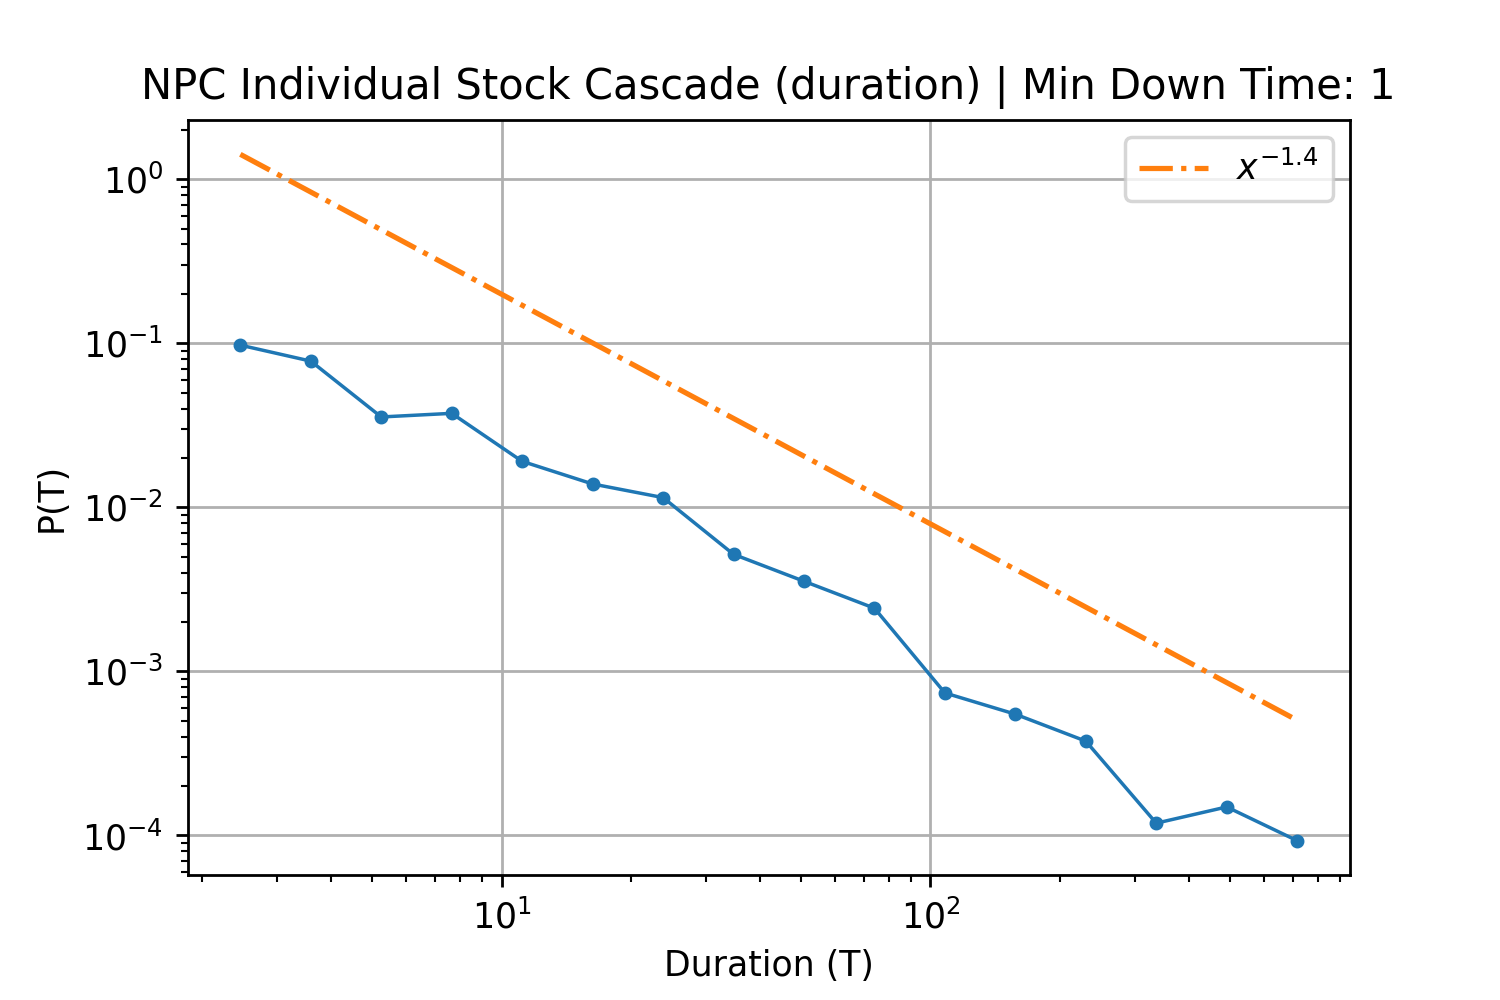 NPC Individual Stock Cascade (duration) | Min Down Time: 1
x^{-1.4}
10^0
10^{-1}
10^{-2}
10^{-3}
10^{-4}
P(T)
10^1 10^2
Duration (T)